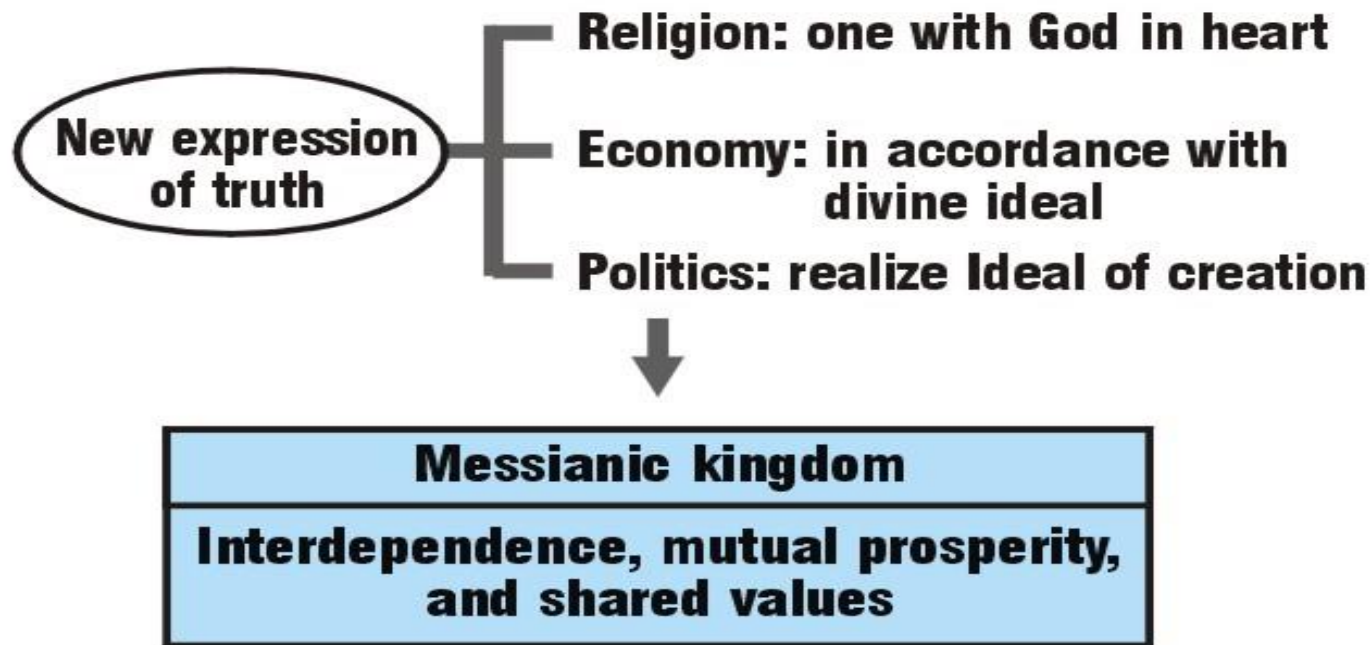 Religion: one with God in heart
New expression
of truth
Economy: in accordance with
divine ideal
Politics: realize Ideal of creation
Messianic kingdom
Interdependence, mutual prosperity,
and shared values